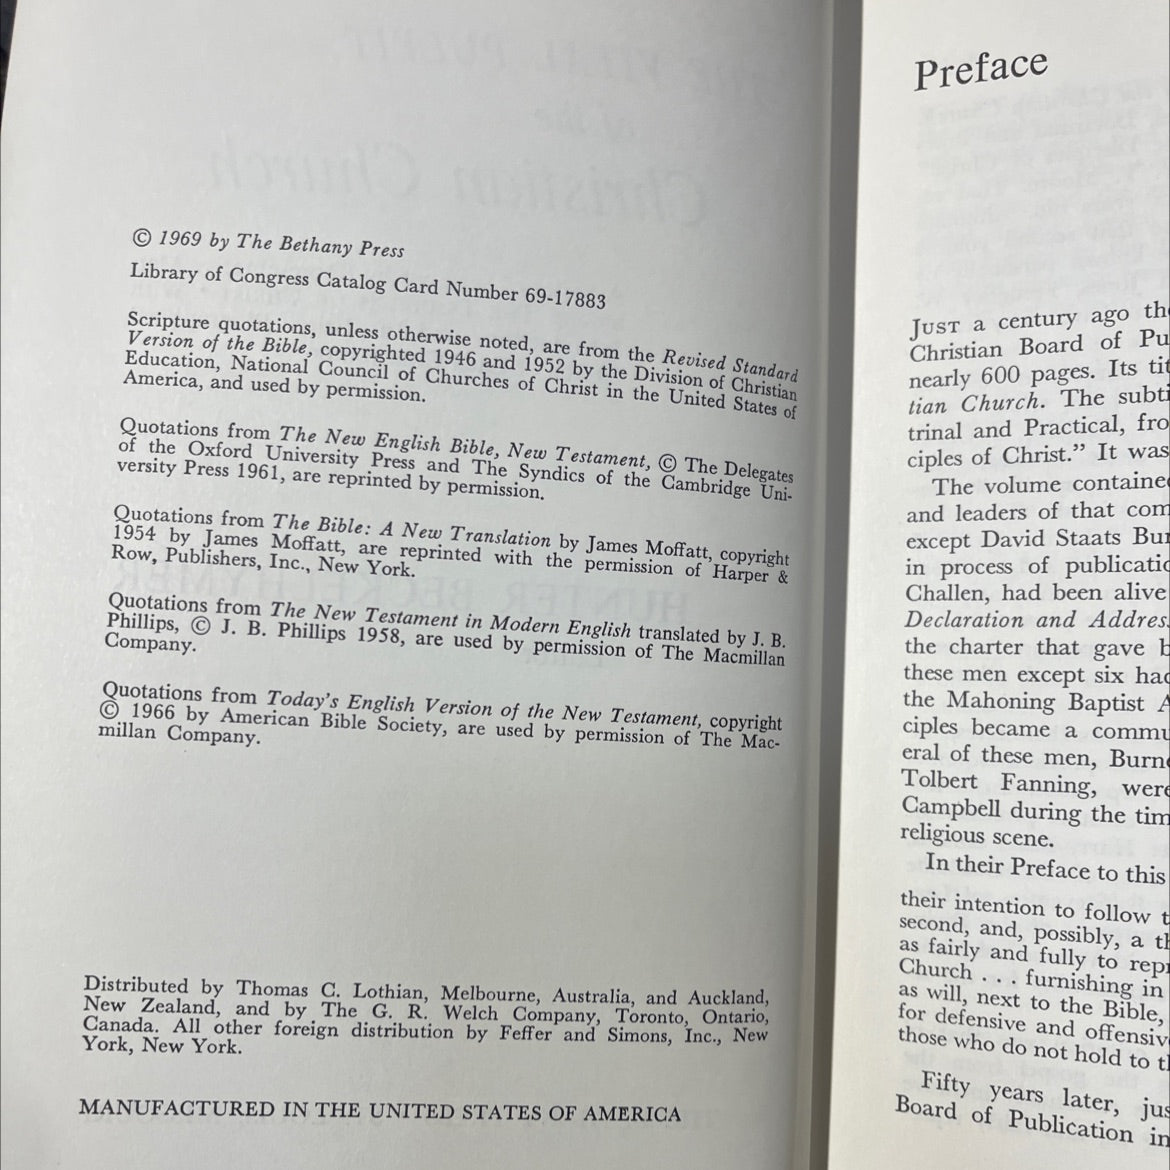 © 1969 by The Bethany Press
Library of Congress Catalog Card Number 69-17883
Scripture quotations, unless otherwise noted, are from the Revised Standard
Version of the Bible, copyrighted 1946 and 1952 by the Division of Christian
Education, National Council of Churches of Christ in the United States of
America, and used by permission.
Quotations from The New English Bible, New Testament, © The Delegates
of the Oxford University Press and The Syndics of the Cambridge Uni-
versity Press 1961, are reprinted by permission.
Quotations from The Bible: A New Translation by James Moffatt, copyright
1954 by James Moffatt, are reprinted with the permission of Harper &
Row, Publishers, Inc., New York.
Quotations from The New Testament in Modern English translated by J. B.
Phillips, © J. B. Phillips 1958, are used by permission of The Macmillan
Company.
Quotations from Today's English Version of the New Testament, copyright
© 1966 by American Bible Society, are used by permission of The Mac-
millan Company.
Distributed by Thomas C. Lothian, Melbourne, Australia, and Auckland,
New Zealand, and by The G. R. Welch Company, Toronto, Ontario,
Canada. All other foreign distribution by Feffer and Simons, Inc., New
York, New York.
MANUFACTURED IN THE UNITED STATES OF AMERICA
Preface
JUST a century ago
Christian Board of Pu
nearly 600 pages. Its tit
tian Church. The subti
trinal and Practical, fro
ciples of Christ.” It was
The volume contained
and leaders of that com
except David Staats Bur
in process of publicatio
Challen, had been alive
Declaration and Address
the charter that gave b
these men except six had
the Mahoning Baptist A
ciples became a commu
eral of these men, Burne
Tolbert Fanning, were
Campbell during the tim
religious scene.
In their Preface to this
their intention to follow t
second, and, possibly, a th
as fairly and fully to repr
Church . . . furnishing in
as will, next to the Bible,
for defensive and offensiv
those who do not hold to th
Fifty years later, jus
Board of Publication in